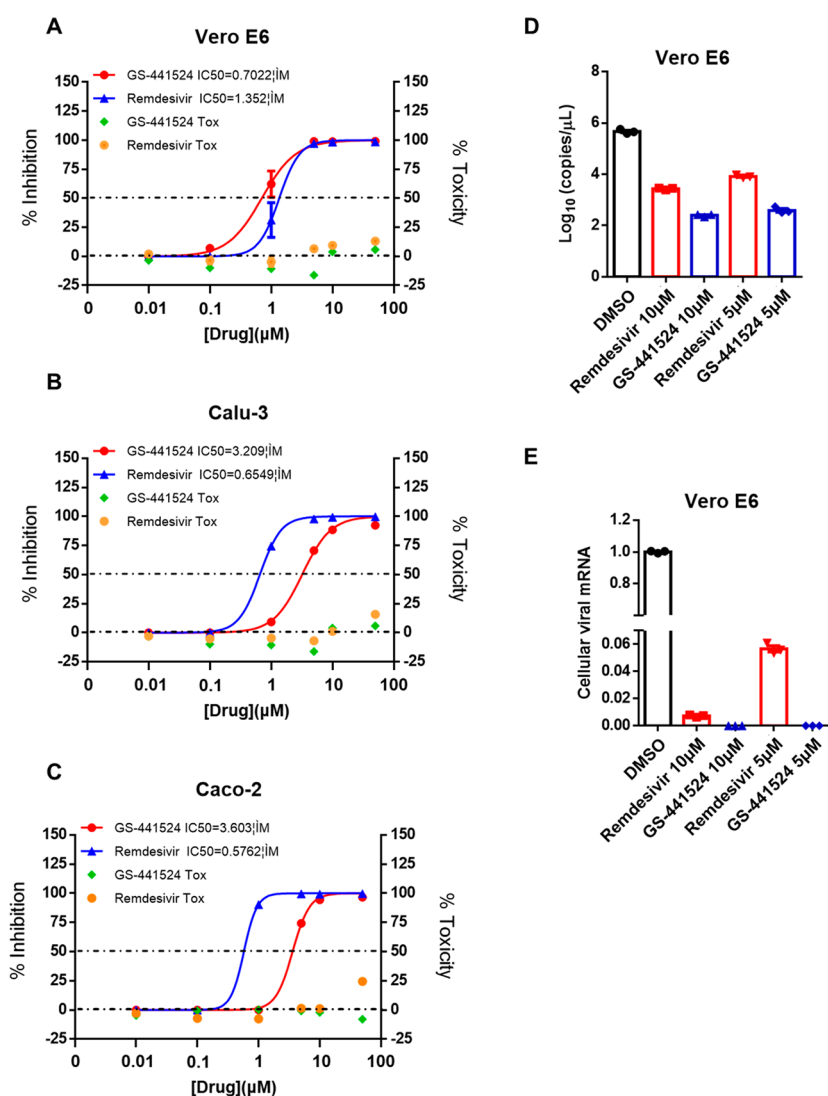 A
Vero E6
GS-441524 IC50=0.7022¦ÌM
Remdesivir IC50=1.352¦ÌM
GS-441524 Tox
Remdesivir Tox
150
125
100
75
50
25
0
-25
% Inhibition
150
125
100
75
50
25
0
-25
% Toxicity
0 0.01 0.1 1 10 100
[Drug](µM)
B
Calu-3
GS-441524 IC50=3.209¦ÌM
Remdesivir IC50=0.6549¦ÌM
GS-441524 Tox
Remdesivir Tox
150
125
100
75
50
25
0
-25
% Inhibition
150
125
100
75
50
25
0
-25
% Toxicity
0 0.01 0.1 1 10 100
[Drug](µM)
C
Caco-2
GS-441524 IC50=3.603¦ÌM
Remdesivir IC50=0.5762¦ÌM
GS-441524 Tox
Remdesivir Tox
150
125
100
75
50
25
0
-25
% Inhibition
150
125
100
75
50
25
0
-25
% Toxicity
0 0.01 0.1 1 10 100
[Drug](µM)
D
Vero E6
8
6
4
2
0
Log10 (copies/µL)
DMSO
Remdesivir 10µM
GS-441524 10µM
Remdesivir 5µM
GS-441524 5µM
E
Vero E6
1.2
1.0
0.8
0.06
0.04
0.02
0.00
Cellular viral mRNA
DMSO
Remdesivir 10µM
GS-441524 10µM
Remdesivir 5µM
GS-441524 5µM